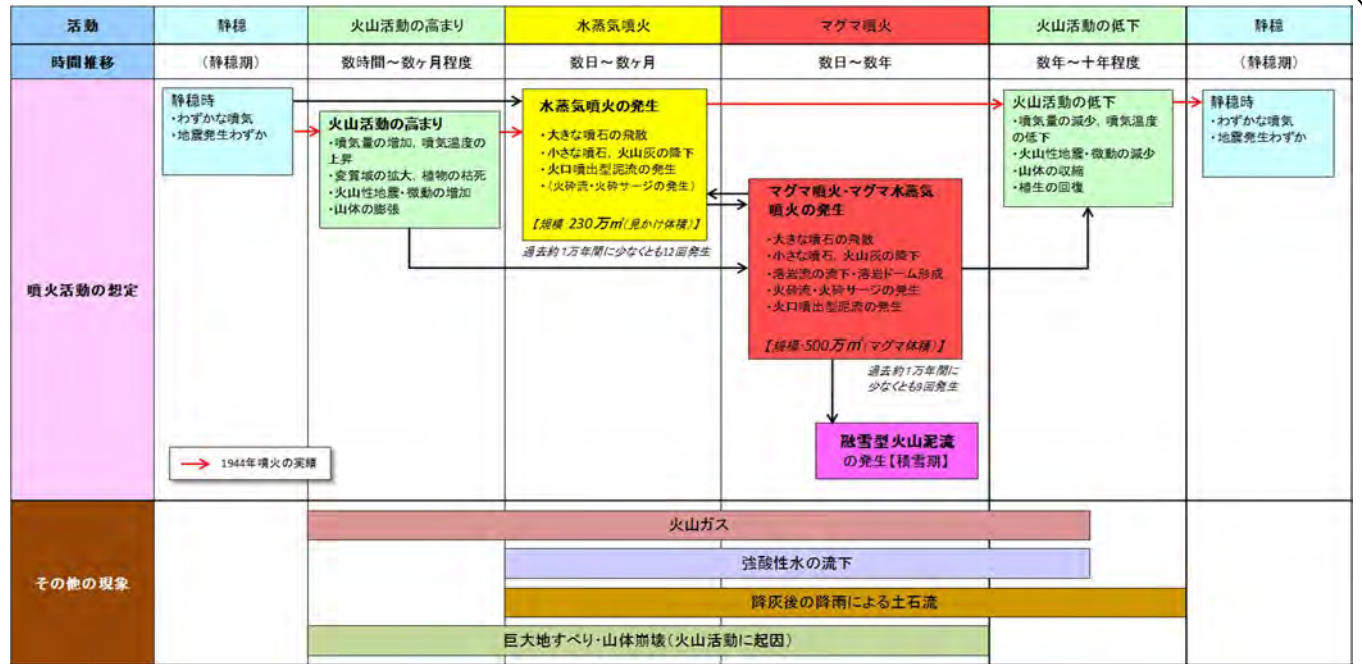 活動 静穏 火山活動の高まり 水蒸気噴火 マグマ噴火 火山活動の低下 静穏
時間推移 (静穏期) 数時間～数ヶ月程度 数日～数ヶ月 数日～数年 数年～十年程度 (静穏期)
噴火活動の想定
静穏時
・わずかな噴気
・地震発生わずか
火山活動の高まり
・噴気量の増加, 噴気温度の
上昇
・変質域の拡大, 植物の枯死
・火山性地震・微動の増加
・山体の膨張
水蒸気噴火の発生
・大きな噴石の飛散
・小さな噴石, 火山灰の降下
・火口噴出型泥流の発生
・(火砕流・火砕サージの発生)
【規模:230万㎥(見かけ体積)】
過去約1万年間に少なくとも12回発生
マグマ噴火・マグマ水蒸気
噴火の発生
・大きな噴石の飛散
・小さな噴石, 火山灰の降下
・溶岩流の流下・溶岩ドーム形成
・火砕流・火砕サージの発生
・火口噴出型泥流の発生
【規模:500万㎥(マグマ体積)】
過去約1万年間に
少なくとも9回発生
融雪型火山泥流
の発生【積雪期】
火山活動の低下
・噴気量の減少, 噴気温度
の低下
・火山性地震・微動の減少
・山体の収縮
・植生の回復
静穏時
・わずかな噴気
・地震発生わずか
1944年噴火の実績
その他の現象
火山ガス
強酸性水の流下
降灰後の降雨による土石流
巨大地すべり・山体崩壊(火山活動に起因)